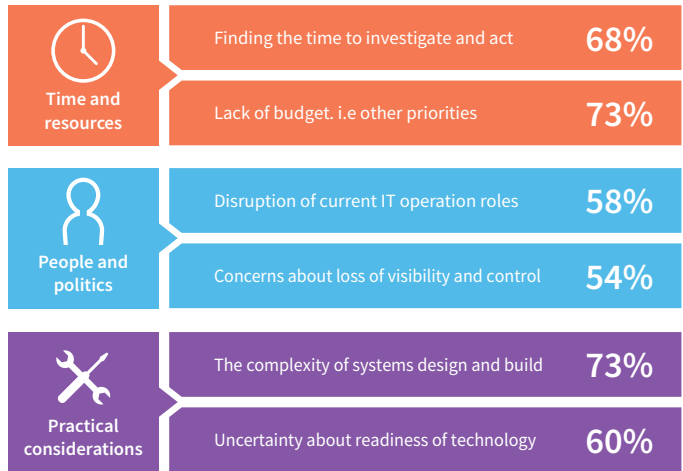 Time and
resources
Finding the time to investigate and act 68%
Lack of budget. i.e other priorities 73%
People and
politics
Disruption of current IT operation roles 58%
Concerns about loss of visibility and control 54%
Practical
considerations
The complexity of systems design and build 73%
Uncertainty about readiness of technology 60%